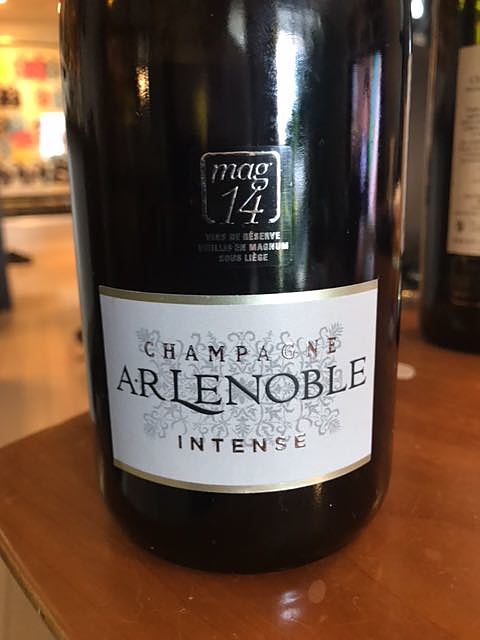 mag
14
VINS DE RÉSERVE
VIEILLIS EN MAGNUM
SOUS LIÈGE
CHAMPAGNE
A.R LENOBLE
INTENSE